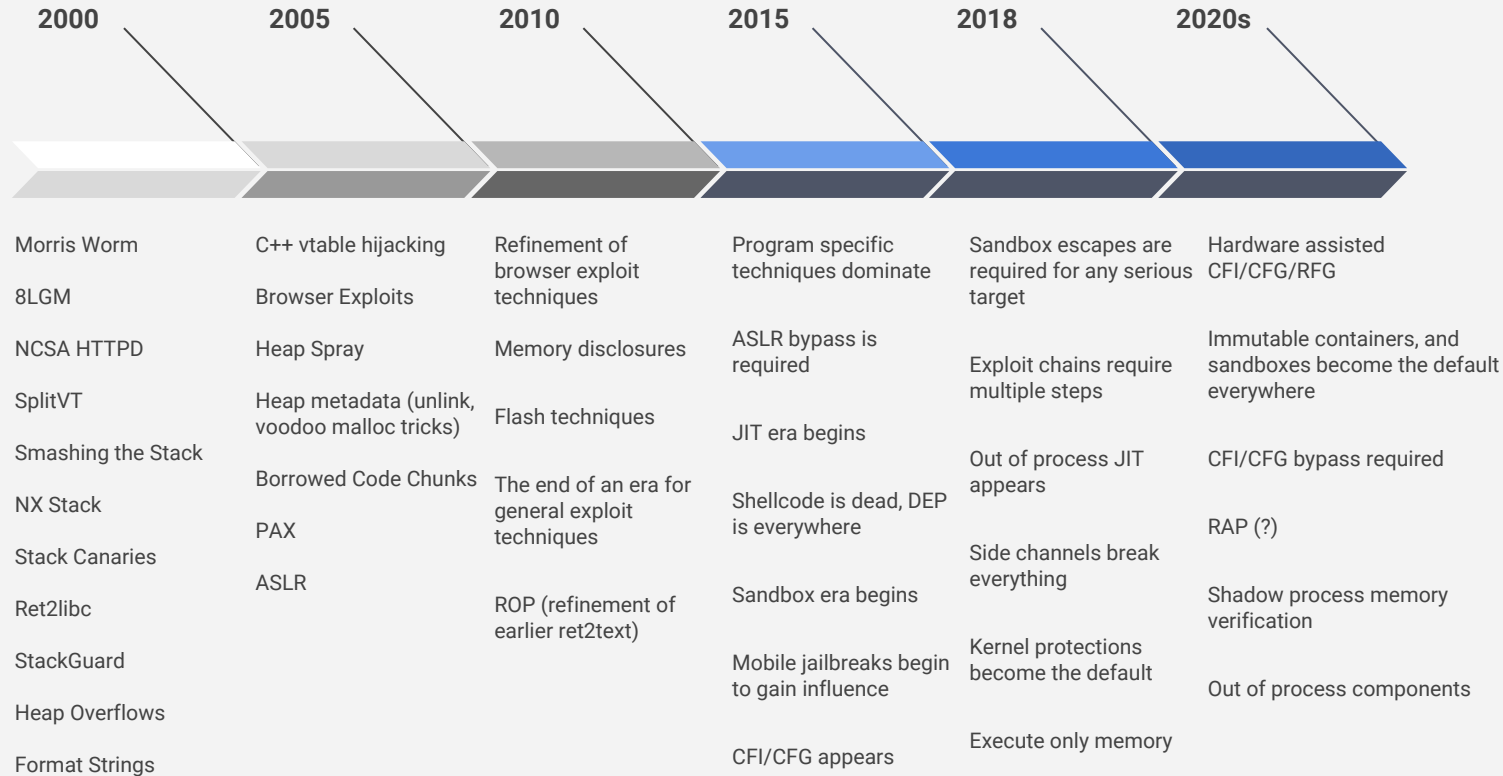 2000
2005
2010
2015
2018
2020s
Morris Worm
8LGM
NCSA HTTPD
SplitVT
Smashing the Stack
NX Stack
Stack Canaries
Ret2libc
StackGuard
Heap Overflows
Format Strings
C++ vtable hijacking
Browser Exploits
Heap Spray
Heap metadata (unlink,
voodoo malloc tricks)
Borrowed Code Chunks
PAX
ASLR
Refinement of
browser exploit
techniques
Memory disclosures
Flash techniques
The end of an era for
general exploit
techniques
ROP (refinement of
earlier ret2text)
Program specific
techniques dominate
ASLR bypass is
required
JIT era begins
Shellcode is dead, DEP
is everywhere
Sandbox era begins
Mobile jailbreaks begin
to gain influence
CFI/CFG appears
Sandbox escapes are
required for any serious
target
Exploit chains require
multiple steps
Out of process JIT
appears
Side channels break
everything
Kernel protections
become the default
Execute only memory
Hardware assisted
CFI/CFG/RFG
Immutable containers, and
sandboxes become the default
everywhere
CFI/CFG bypass required
RAP (?)
Shadow process memory
verification
Out of process components